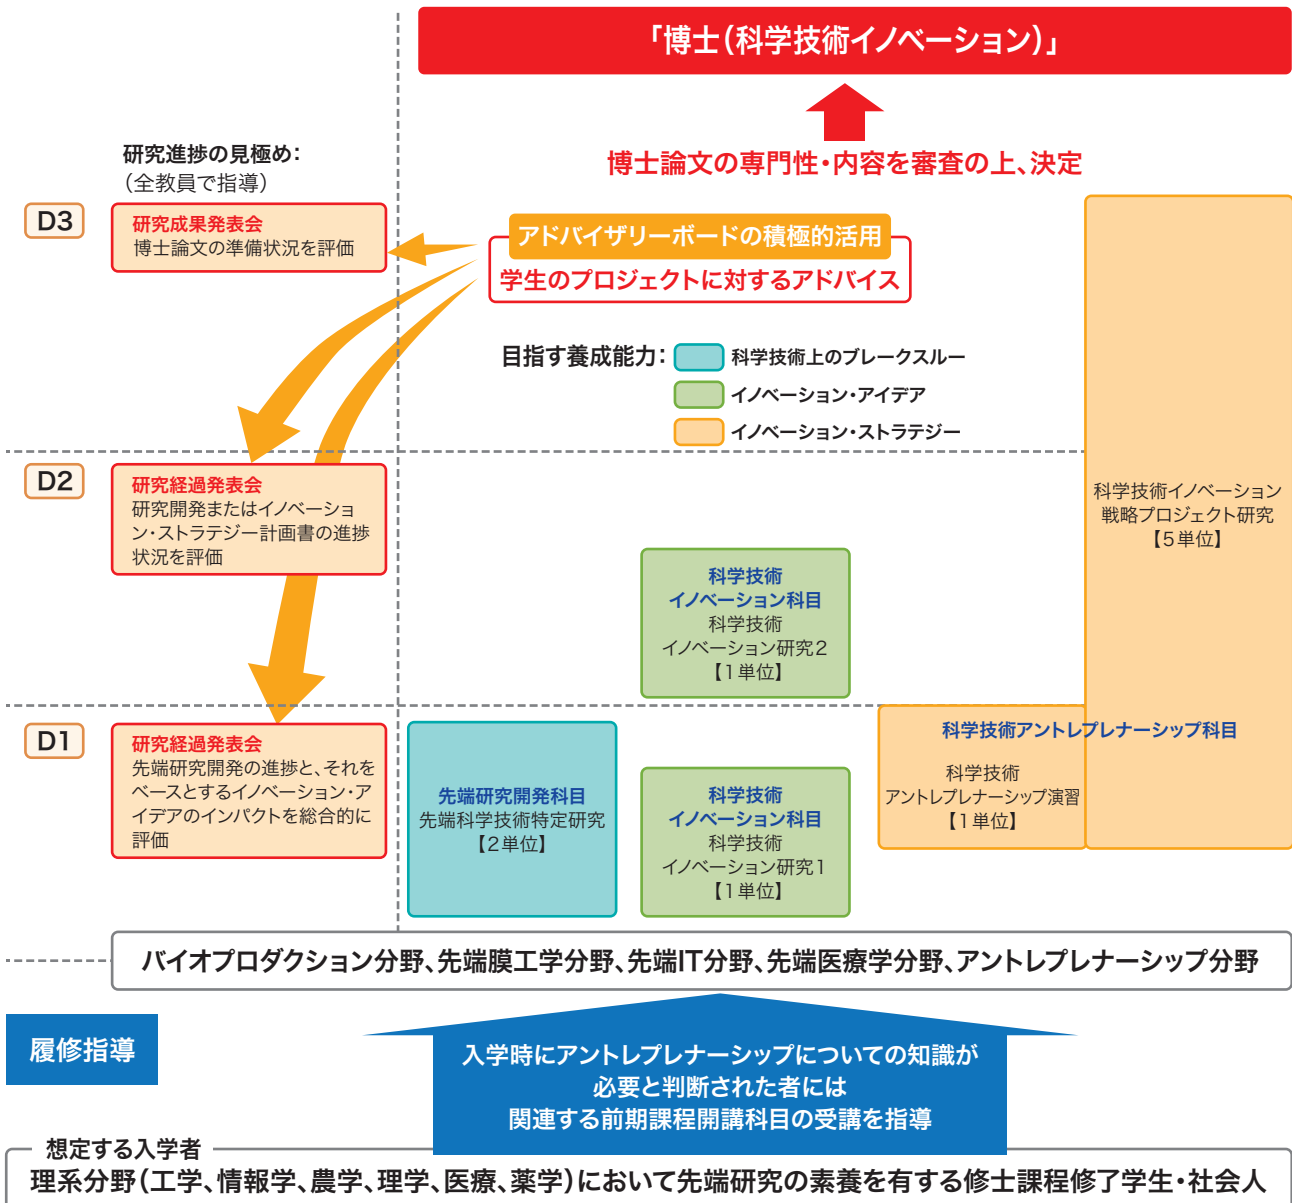 「博士(科学技術イノベーション)」
博士論文の専門性・内容を審査の上、決定
研究進捗の見極め:
(全教員で指導)
D3
研究成果発表会
博士論文の準備状況を評価
アドバイザリーボードの積極的活用
学生のプロジェクトに対するアドバイス
目指す養成能力:
科学技術上のブレークスルー
イノベーション・アイデア
イノベーション・ストラテジー
D2
研究経過発表会
研究開発またはイノベーショ
ン・ストラテジー計画書の進捗
状況を評価
科学技術イノベーション
戦略プロジェクト研究
【5単位】
科学技術
イノベーション科目
科学技術
イノベーション研究2
【1単位】
D1
研究経過発表会
先端研究開発の進捗と、それを
ベースとするイノベーション・ア
イデアのインパクトを総合的に
評価
先端研究開発科目
先端科学技術特定研究
【2単位】
科学技術
イノベーション科目
科学技術
イノベーション研究1
【1単位】
科学技術アントレプレナーシップ科目
科学技術
アントレプレナーシップ演習
【1単位】
バイオプロダクション分野、先端膜工学分野、先端IT分野、先端医療学分野、アントレプレナーシップ分野
履修指導
入学時にアントレプレナーシップについての知識が
必要と判断された者には
関連する前期課程開講科目の受講を指導
想定する入学者
理系分野(工学、情報学、農学、理学、医療、薬学)において先端研究の素養を有する修士課程修了学生・社会人